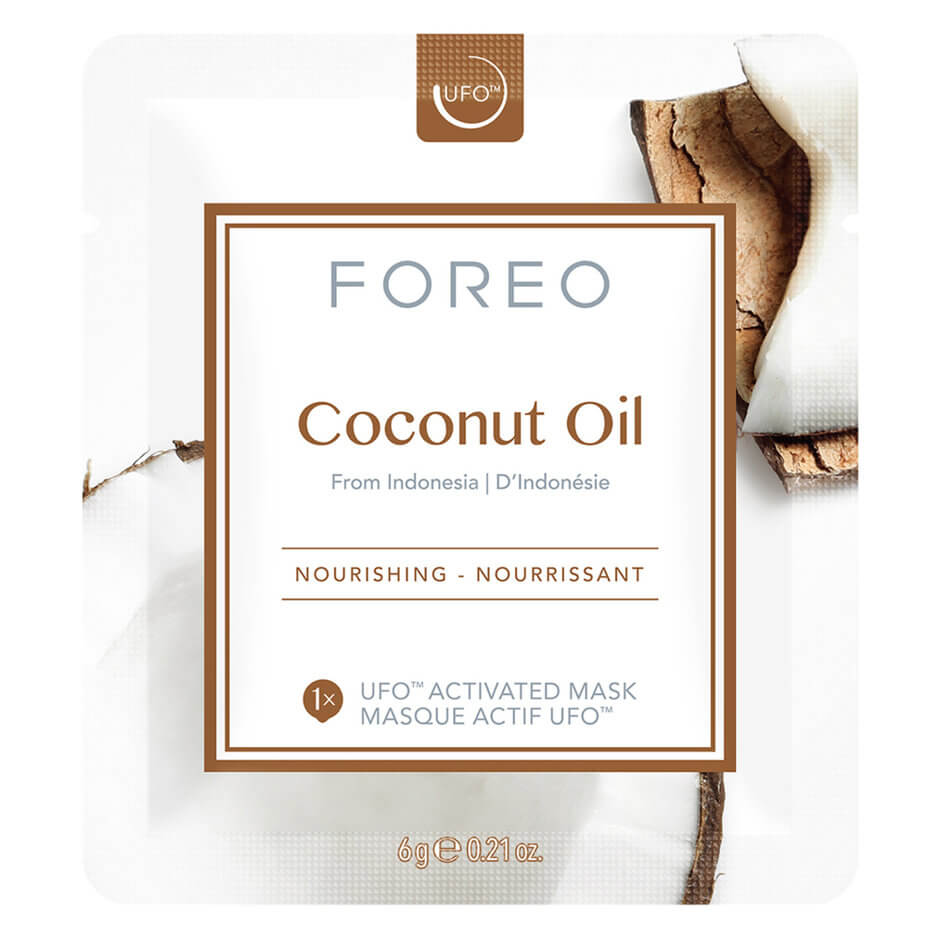 UFO™
FOREO
Coconut Oil
From Indonesia | D'Indonésie
NOURISHING - NOURRISSANT
1x
UFO™ ACTIVATED MASK
MASQUE ACTIF UFO™
6g ℮ 0.21 oz.